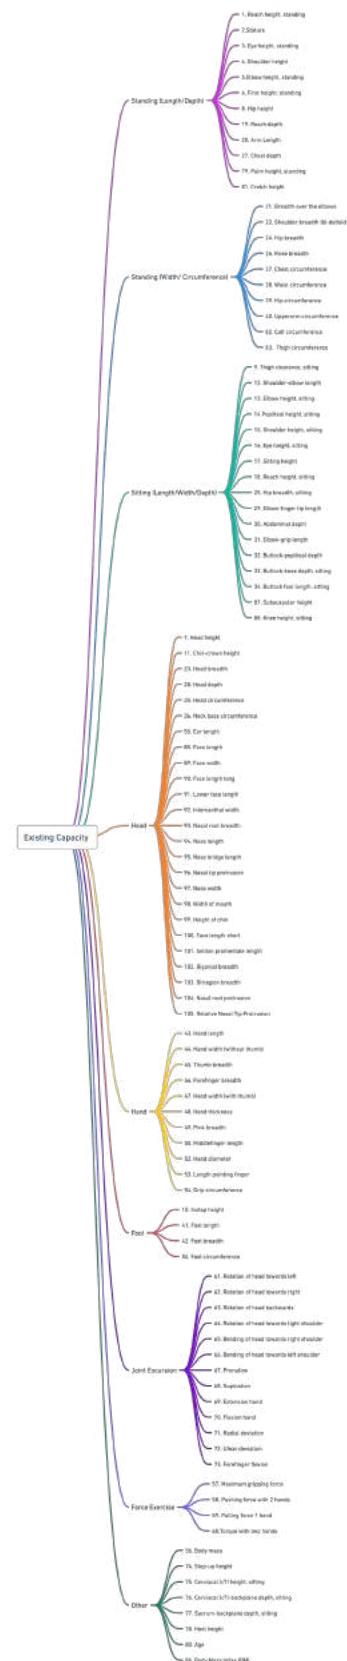 Standing (Length/Depth)
1. Reach height, standing
2.Stature
3. Eye height, standing
4. Shoulder height
5.Elbow height, standing
6. Fist height, standing
8. Hip height
19. Reach depth
20. Arm Length
27. Chest depth
79. Palm height, standing
81. Crotch height
Standing (Width/ Circumference)
21. Breadth over the elbows
22. Shoulder breadth (bi-deltoid)
24. Hip breadth
26. Knee breadth
37. Chest circumference
38. Waist circumference
39. Hip circumference
40. Upperarm circumference
82. Calf circumference
83. Thigh circumference
Sitting (Length/Width/Depth)
9. Thigh clearance, sitting
12. Shoulder-elbow length
13. Elbow height, sitting
14.Popliteal height, sitting
15. Shoulder height, sitting
16. Eye height, sitting
17. Sitting height
18. Reach height, sitting
25. Hip breadth, sitting
29. Elbow-finger tip length
30. Abdominal depth
31. Elbow-grip length
32. Buttock-popliteal depth
33. Buttock-knee depth, sitting
34. Buttock-foot length, sitting
87. Subscapular height
88. Knee height, sitting
Existing Capacity
Head
7. Head height
11. Chin-crown height
23. Head breadth
28. Head depth
35. Head circumference
36. Neck base circumference
55. Ear length
88. Face length
89. Face width
90. Face length long
91. Lower face length
92. Intercanthal width
93. Nasal root breadth
94. Nose length
95. Nose bridge length
96. Nasal tip protrusion
97. Nose width
98. Width of mouth
99. Height of chin
100. Face length short
101. Sellion promentale length
102. Bigonial breadth
103. Bitragion breadth
104. Nasal root protrusion
105. Relative Nasal Tip Protrusion
Hand
43. Hand length
44. Hand width (without thumb)
45. Thumb breadth
46. Forefinger breadth
47. Hand width (with thumb)
48. Hand thickness
49. Pink breadth
50. Middlefinger length
52. Hand diameter
53. Length pointing finger
54. Grip circumference
Foot
10. Instep height
41. Foot length
42. Foot breadth
84. Foot circumference
Joint Excursion
61. Rotation of head towards left
62. Rotation of head towards right
63. Rotation of head backwards
64. Rotation of head towards right shoulder
65. Bending of head towards right shoulder
66. Bending of head towards left shoulder
67. Pronation
68. Supination
69. Extension hand
70. Flexion hand
71. Radial deviation
72. Ulnar deviation
73. Forefinger flexion
Force Exercise
57. Maximum gripping force
58. Pushing force with 2 hands
59. Pulling force 1 hand
60.Torque with two hands
Other
56. Body mass
74. Step-up height
75. Cervical (c7) height, sitting
76. Cervical (c7)-backplane depth, sitting
77. Sacrum-backplane depth, sitting
78. Heel height
80. Age